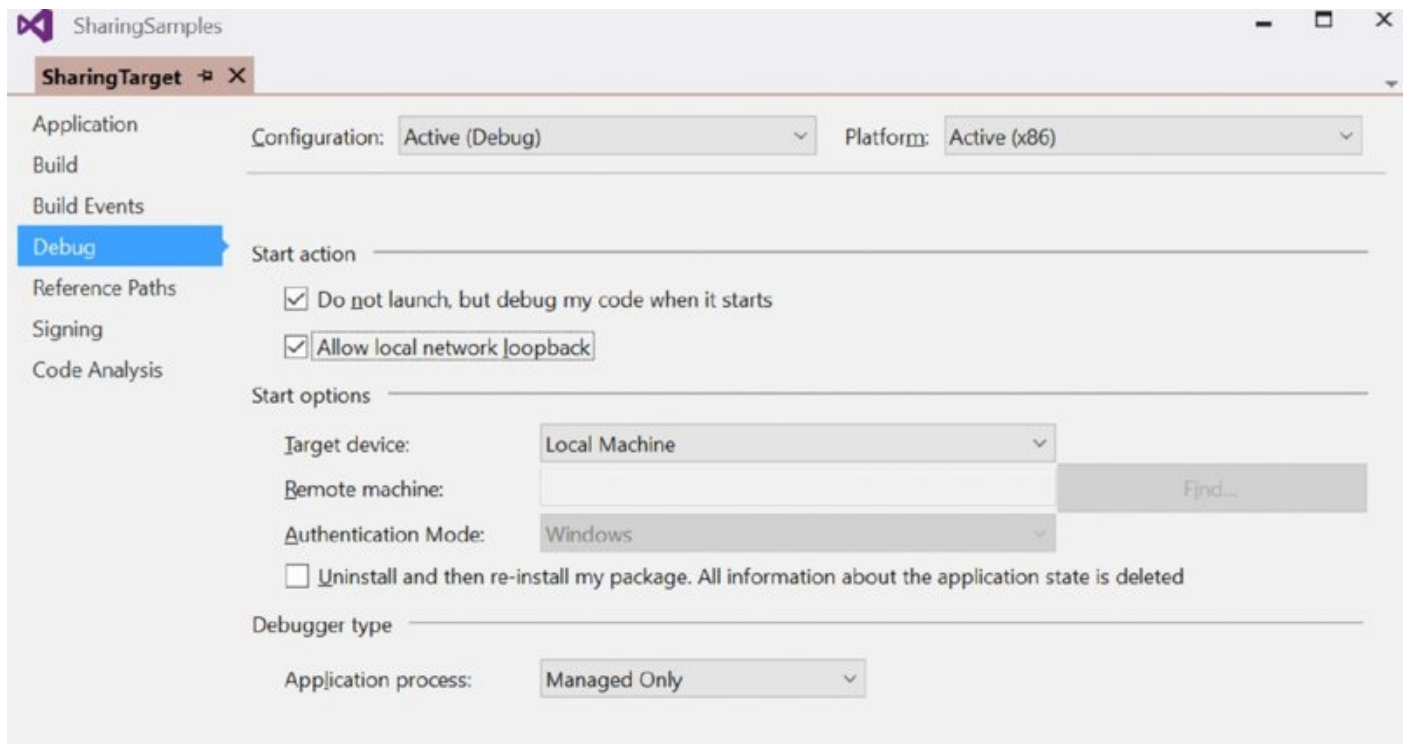 SharingSamples
SharingTarget
Application
Build
Build Events
Debug
Reference Paths
Signing
Code Analysis
Configuration: Active (Debug) Platform: Active (x86)
Start action
Do not launch, but debug my code when it starts
Allow local network loopback
Start options
Target device: Local Machine
Remote machine: Find...
Authentication Mode: Windows
Uninstall and then re-install my package. All information about the application state is deleted
Debugger type
Application process: Managed Only